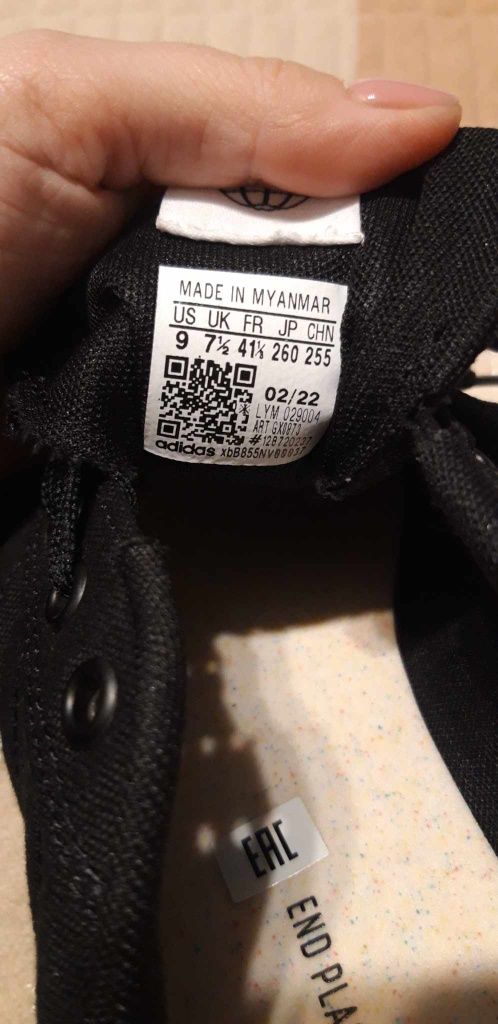 MADE IN MYANMAR
US UK FR JP CHN
9 7½ 41⅓ 260 255
02/22
LYM 029004
ART
adidas
EAC
END PLA